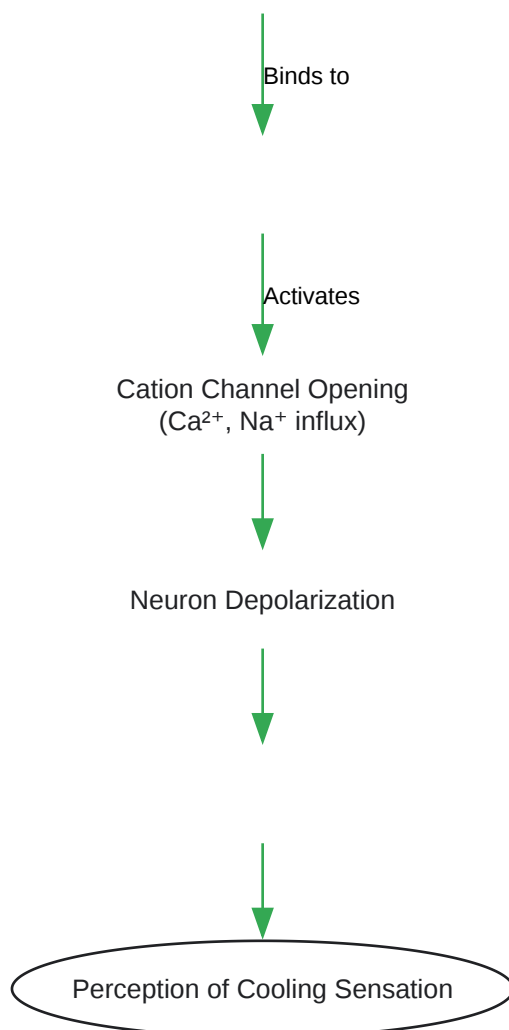 Binds to
Activates
Cation Channel Opening
(Ca²⁺, Na⁺ influx)
Neuron Depolarization
Perception of Cooling Sensation